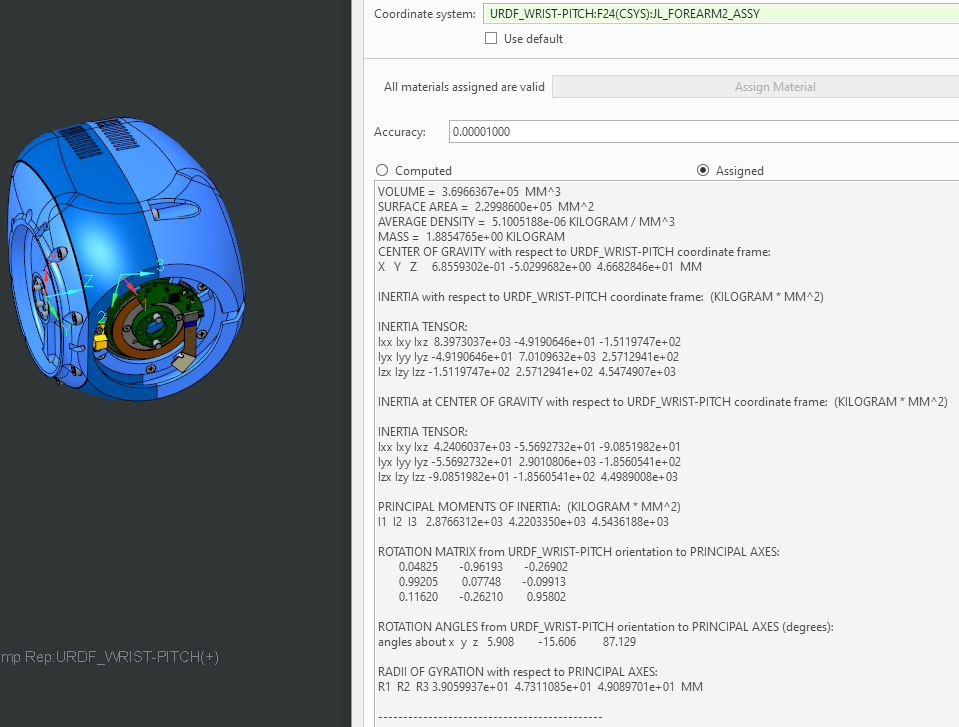 Coordinate system: URDF_WRIST-PITCH:F24(CSYS):JL_FOREARM2_ASSY
Use default
All materials assigned are valid Assign Material
Accuracy: 0.00001000
Computed Assigned
VOLUME = 3.6966367e+05 MM^3
SURFACE AREA = 2.2998600e+05 MM^2
AVERAGE DENSITY = 5.1005188e-06 KILOGRAM / MM^3
MASS = 1.8854765e+00 KILOGRAM
CENTER OF GRAVITY with respect to URDF_WRIST-PITCH coordinate frame:
X Y Z 6.8559302e-01 -5.0299682e+00 4.6682846e+01 MM
INERTIA with respect to URDF_WRIST-PITCH coordinate frame: (KILOGRAM * MM^2)
INERTIA TENSOR:
Ixx Ixy Ixz 8.3973037e+03 -4.9190646e+01 -1.5119747e+02
Iyx Iyy Iyz -4.9190646e+01 7.0109632e+03 2.5712941e+02
Izx Izy Izz -1.5119747e+02 2.5712941e+02 4.5474907e+03
INERTIA at CENTER OF GRAVITY with respect to URDF_WRIST-PITCH coordinate frame: (KILOGRAM * MM^2)
INERTIA TENSOR:
Ixx Ixy Ixz 4.2406037e+03 -5.5692732e+01 -9.0851982e+01
Iyx Iyy Iyz -5.5692732e+01 2.9010806e+03 -1.8560541e+02
Izx Izy Izz -9.0851982e+01 -1.8560541e+02 4.4989008e+03
PRINCIPAL MOMENTS OF INERTIA: (KILOGRAM * MM^2)
I1 I2 I3 2.8766312e+03 4.2203350e+03 4.5436188e+03
ROTATION MATRIX from URDF_WRIST-PITCH orientation to PRINCIPAL AXES:
0.04825 -0.96193 -0.26902
0.99205 0.07748 -0.09913
0.11620 -0.26210 0.95802
ROTATION ANGLES from URDF_WRIST-PITCH orientation to PRINCIPAL AXES (degrees):
angles about x y z 5.908 -15.606 87.129
RADII OF GYRATION with respect to PRINCIPAL AXES:
R1 R2 R3 3.9059937e+01 4.7311085e+01 4.9089701e+01 MM
---------------------------------------------
Z
3
2
1
mp Rep:URDF_WRIST-PITCH(+)